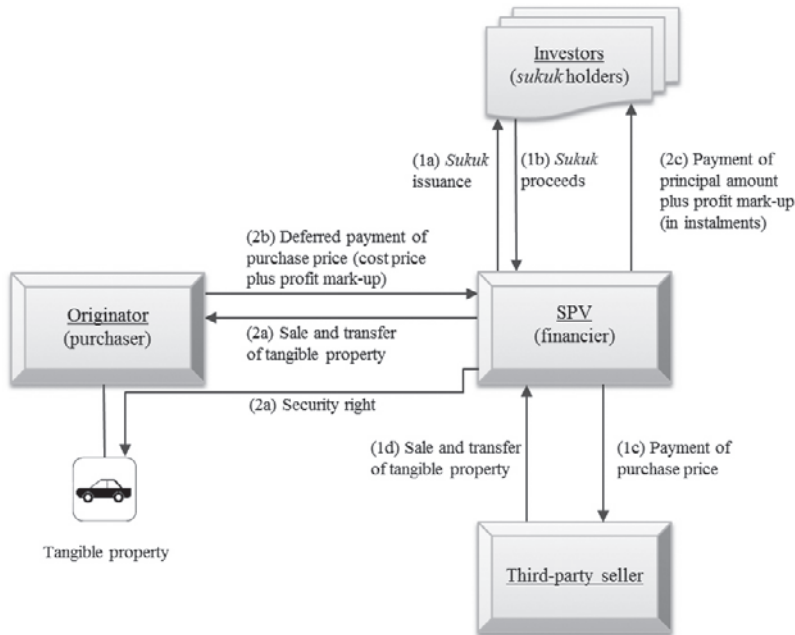 Investors
(sukuk holders)
(1a) Sukuk
issuance
(1b) Sukuk
proceeds
(2c) Payment of
principal amount
plus profit mark-up
(in instalments)
(2b) Deferred payment of
purchase price (cost price
plus profit mark-up)
Originator
(purchaser)
SPV
(financier)
(2a) Sale and transfer
of tangible property
(2a) Security right
(1d) Sale and transfer
of tangible property
(1c) Payment of
purchase price
Tangible property
Third-party seller